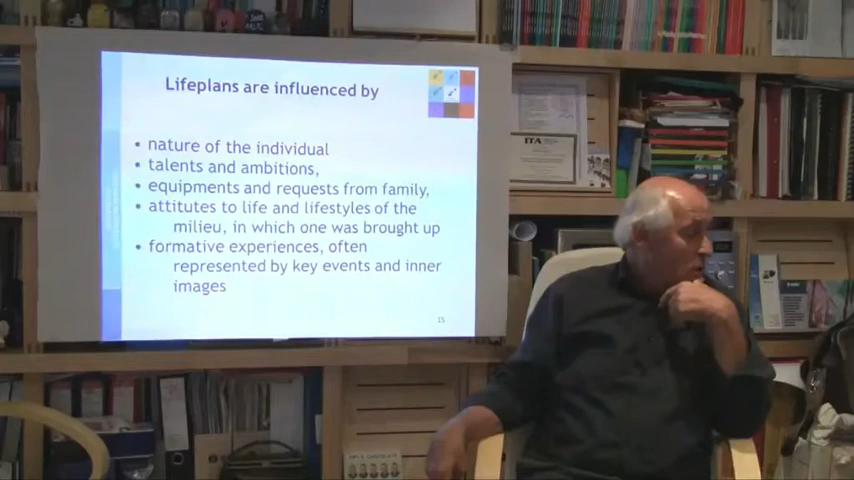 Lifeplans are influenced by
• nature of the individual
• talents and ambitions,
• equipments and requests from family,
• attitudes to life and lifestyles of the
milieu, in which one was brought up
• formative experiences, often
represented by key events and inner
images
15
ITA